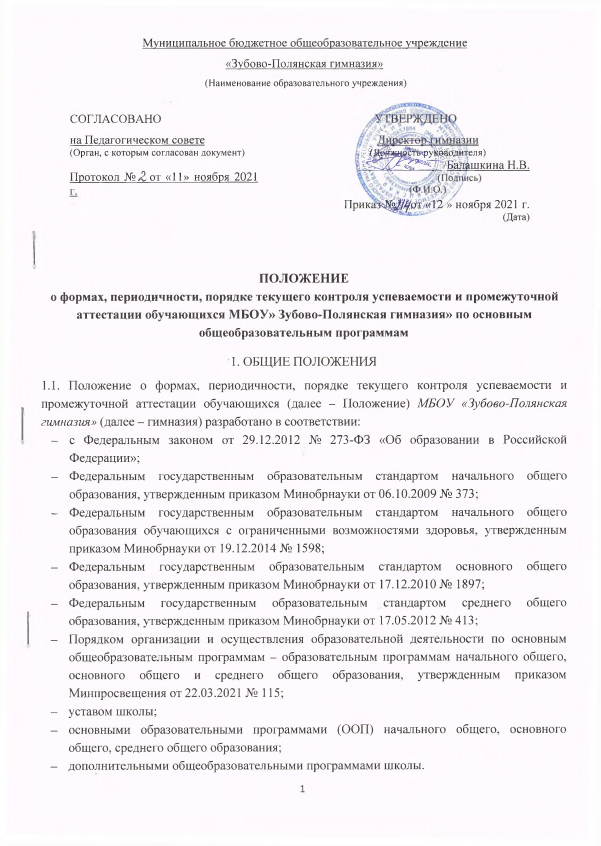 Муниципальное бюджетное общеобразовательное учреждение
«Зубово-Полянская гимназия»
(Наименование образовательного учреждения)
СОГЛАСОВАНО
на Педагогическом совете
(Орган, с которым согласован документ)
Протокол № 2 от «11» ноября 2021
г.
УТВЕРЖДЕНО
Директор гимназии
(Должность руководителя)
Балашкина Н.В.
(Подпись)
(Ф.И.О.)
Приказ № от «12 » ноября 2021 г.
(Дата)
ПОЛОЖЕНИЕ
о формах, периодичности, порядке текущего контроля успеваемости и промежуточной
аттестации обучающихся МБОУ» Зубово-Полянская гимназия» по основным
общеобразовательным программам
1. ОБЩИЕ ПОЛОЖЕНИЯ
1.1. Положение о формах, периодичности, порядке текущего контроля успеваемости и
промежуточной аттестации обучающихся (далее – Положение) МБОУ «Зубово-Полянская
гимназия» (далее – гимназия) разработано в соответствии:
– с Федеральным законом от 29.12.2012 № 273-ФЗ «Об образовании в Российской
Федерации»;
– Федеральным государственным образовательным стандартом начального общего
образования, утвержденным приказом Минобрнауки от 06.10.2009 № 373;
– Федеральным государственным образовательным стандартом начального общего
образования обучающихся с ограниченными возможностями здоровья, утвержденным
приказом Минобрнауки от 19.12.2014 № 1598;
– Федеральным государственным образовательным стандартом основного общего
образования, утвержденным приказом Минобрнауки от 17.12.2010 № 1897;
– Федеральным государственным образовательным стандартом среднего общего
образования, утвержденным приказом Минобрнауки от 17.05.2012 № 413;
– Порядком организации и осуществления образовательной деятельности по основным
общеобразовательным программам – образовательным программам начального общего,
основного общего и среднего общего образования, утвержденным приказом
Минпросвещения от 22.03.2021 № 115;
– уставом школы;
– основными образовательными программами (ООП) начального общего, основного
общего, среднего общего образования;
– дополнительными общеобразовательными программами школы.
1